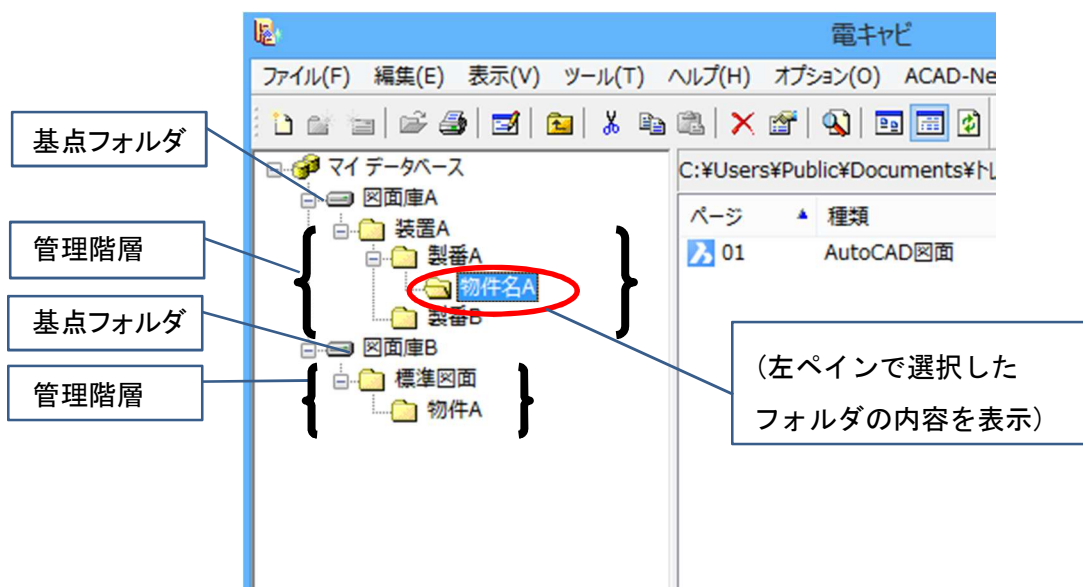 電キャビ
ファイル(F) 編集(E) 表示(V) ツール(T) ヘルプ(H) オプション(O) ACAD-Ne
基点フォルダ
マイ データベース
C:¥Users¥Public¥Documents¥トレ
図面庫A
ページ 種類
装置A
管理階層
製番A
01 AutoCAD図面
物件名A
基点フォルダ
製番B
図面庫B
(左ペインで選択した
フォルダの内容を表示)
標準図面
管理階層
物件A